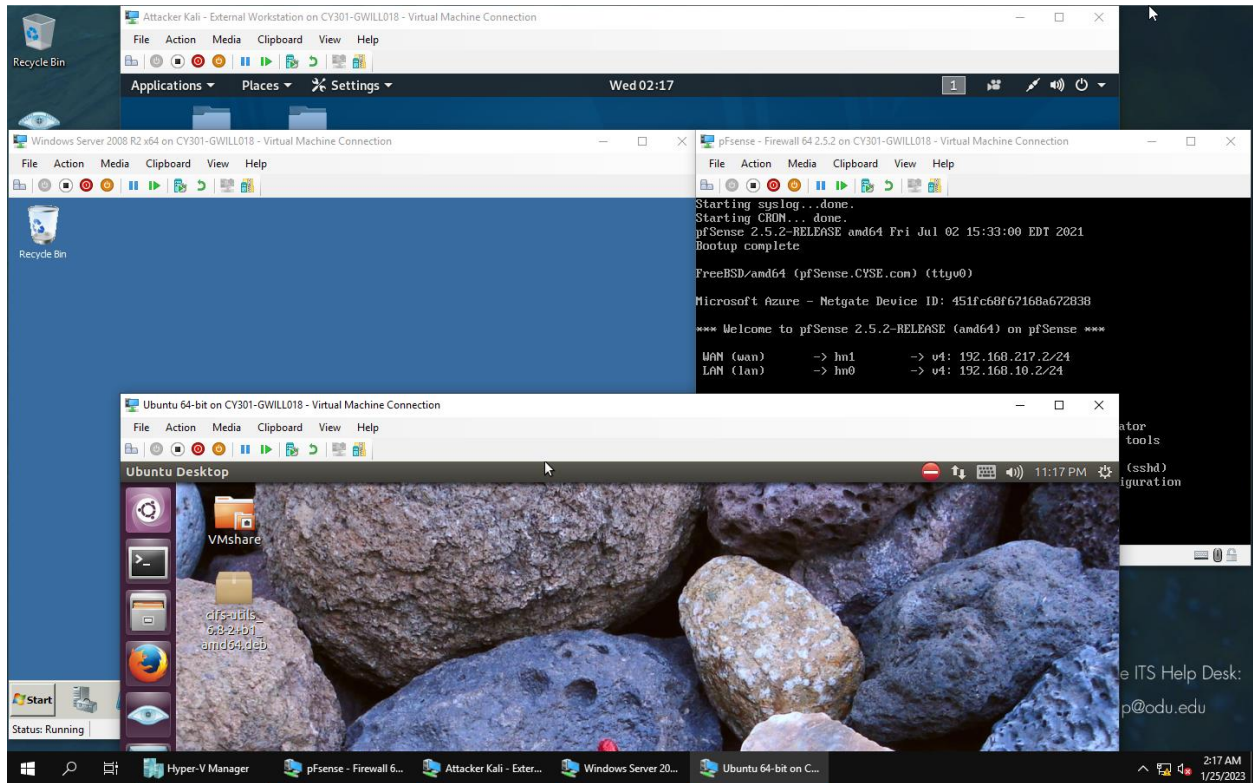 Attacker Kali - External Workstation on CY301-GWILL018 - Virtual Machine Connection
File Action Media Clipboard View Help
Recycle Bin
Applications Places Settings Wed 02:17 1
Windows Server 2008 R2 x64 on CY301-GWILL018 - Virtual Machine Connection
File Action Media Clipboard View Help
Recycle Bin
pFsense - Firewall 64 2.5.2 on CY301-GWILL018 - Virtual Machine Connection
File Action Media Clipboard View Help
Starting syslog...done.
Starting CRON... done.
pfSense 2.5.2-RELEASE amd64 Fri Jul 02 15:33:00 EDT 2021
Bootup complete
FreeBSD/amd64 (pfSense.CYSE.com) (ttyv0)
Microsoft Azure - Netgate Device ID: 451fc68f67168a672838
*** Welcome to pfSense 2.5.2-RELEASE (amd64) on pfSense ***
WAN (wan) -> hn1 -> v4: 192.168.217.2/24
LAN (lan) -> hn0 -> v4: 192.168.10.2/24
ator
tools
(sshd)
iguration
Ubuntu 64-bit on CY301-GWILL018 - Virtual Machine Connection
File Action Media Clipboard View Help
Ubuntu Desktop 11:17 PM
VMshare
cifs-utils_
6.8-2+b1_
amd64.deb
e ITS Help Desk:
p@odu.edu
Start
Status: Running
Hyper-V Manager pFsense - Firewall 6... Attacker Kali - Exter... Windows Server 20... Ubuntu 64-bit on C... 2:17 AM
1/25/2023